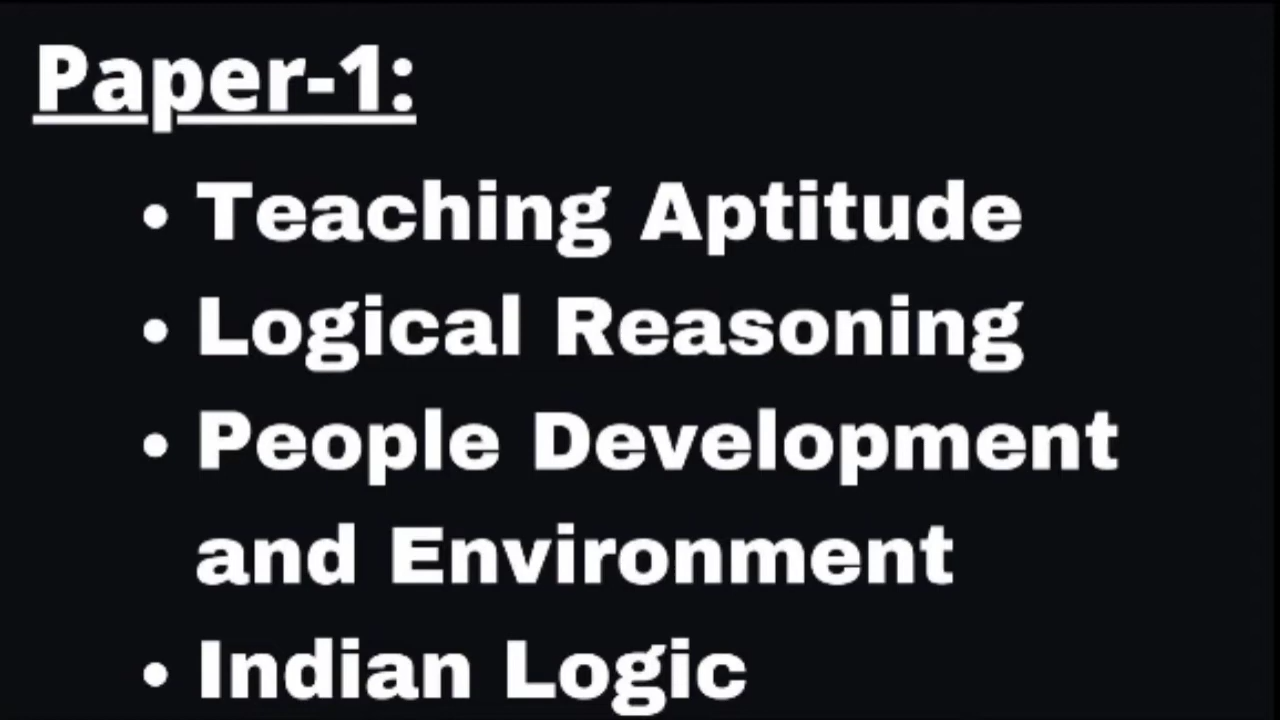 Paper-1:
• Teaching Aptitude
• Logical Reasoning
• People Development
and Environment
• Indian Logic